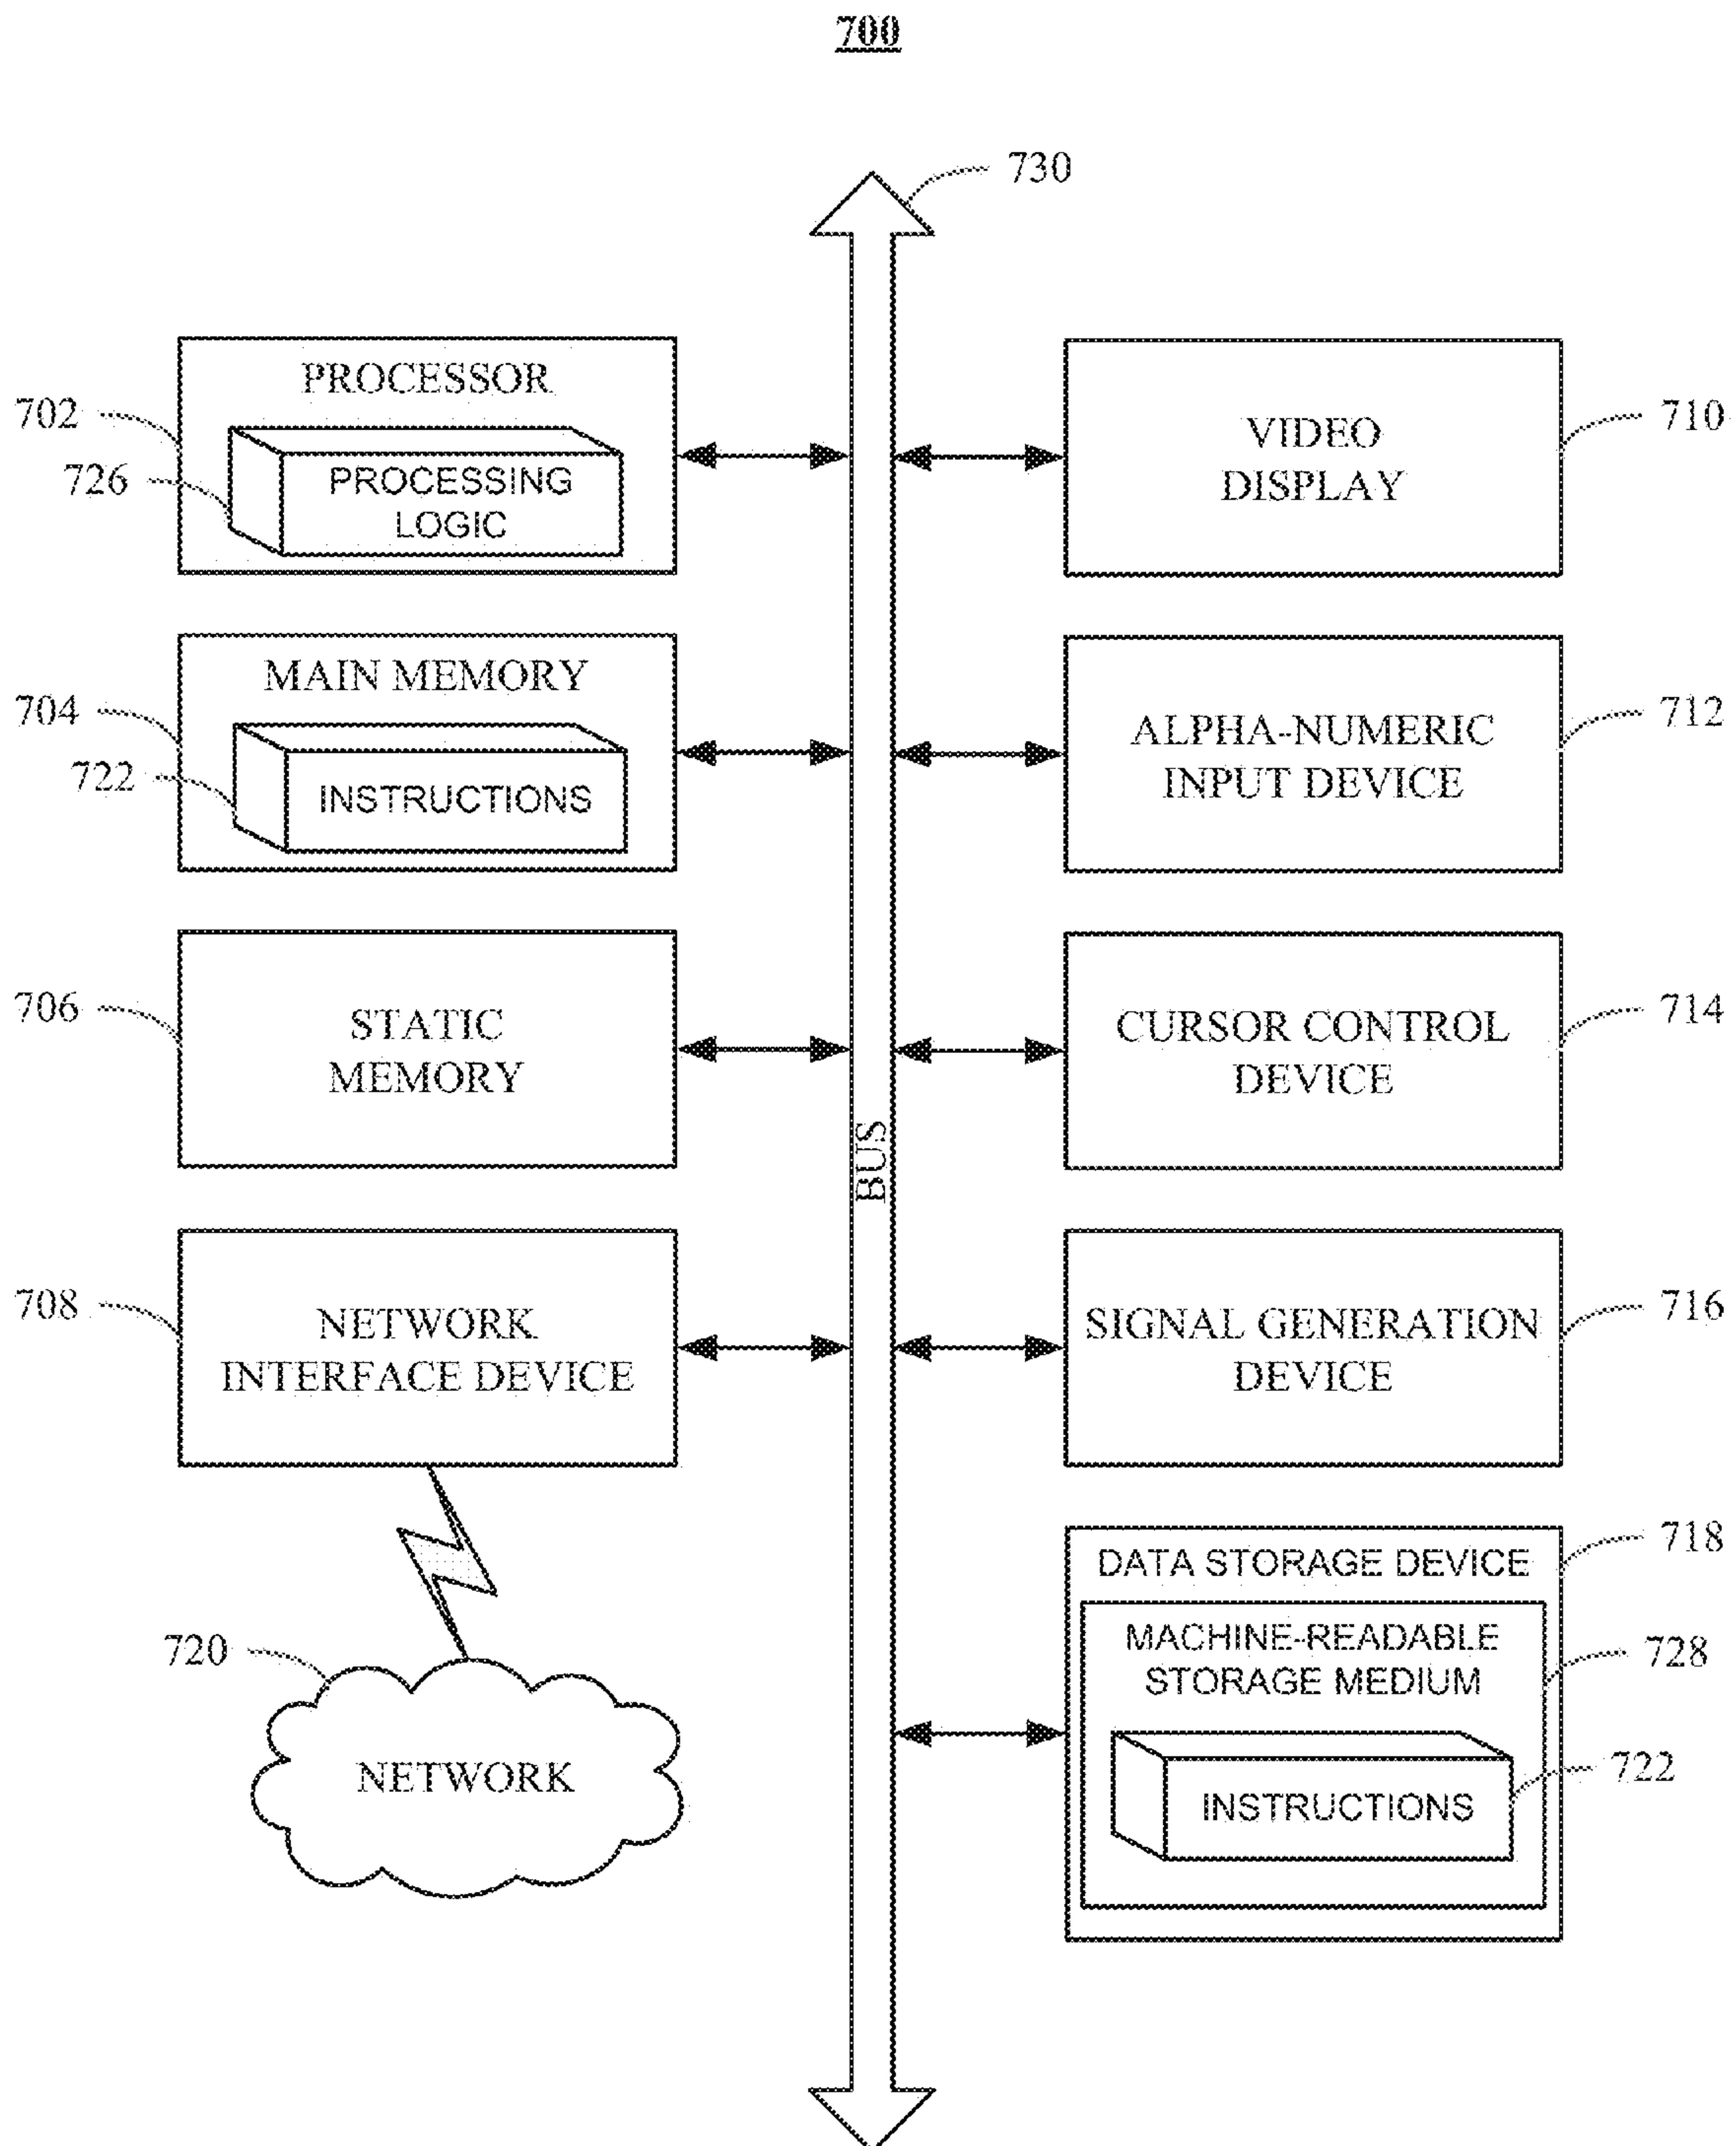 700
730
PROCESSOR
702
726
PROCESSING
LOGIC
MAIN MEMORY
704
722
INSTRUCTIONS
706
STATIC
MEMORY
708
NETWORK
INTERFACE DEVICE
720
NETWORK
BUS
VIDEO
DISPLAY
710
ALPHA-NUMERIC
INPUT DEVICE
712
CURSOR CONTROL
DEVICE
714
SIGNAL GENERATION
DEVICE
716
DATA STORAGE DEVICE
718
MACHINE-READABLE
STORAGE MEDIUM
728
INSTRUCTIONS
722